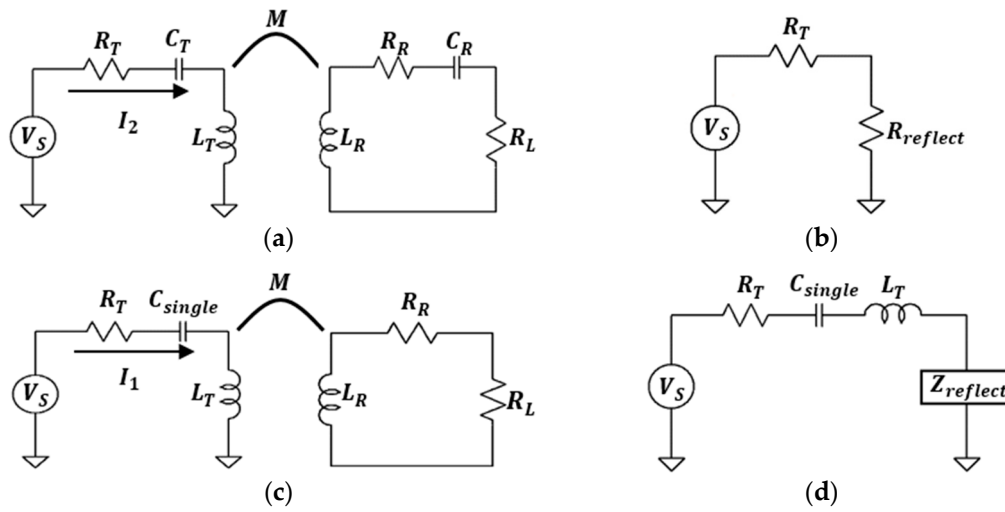 M
R_T C_T
I_2
V_S
L_T L_R
R_R C_R
R_L
(a)
R_T
V_S
R_reflect
(b)
M
R_T C_single
I_1
V_S
L_T L_R
R_R
R_L
(c)
R_T C_single L_T
V_S
Z_reflect
(d)